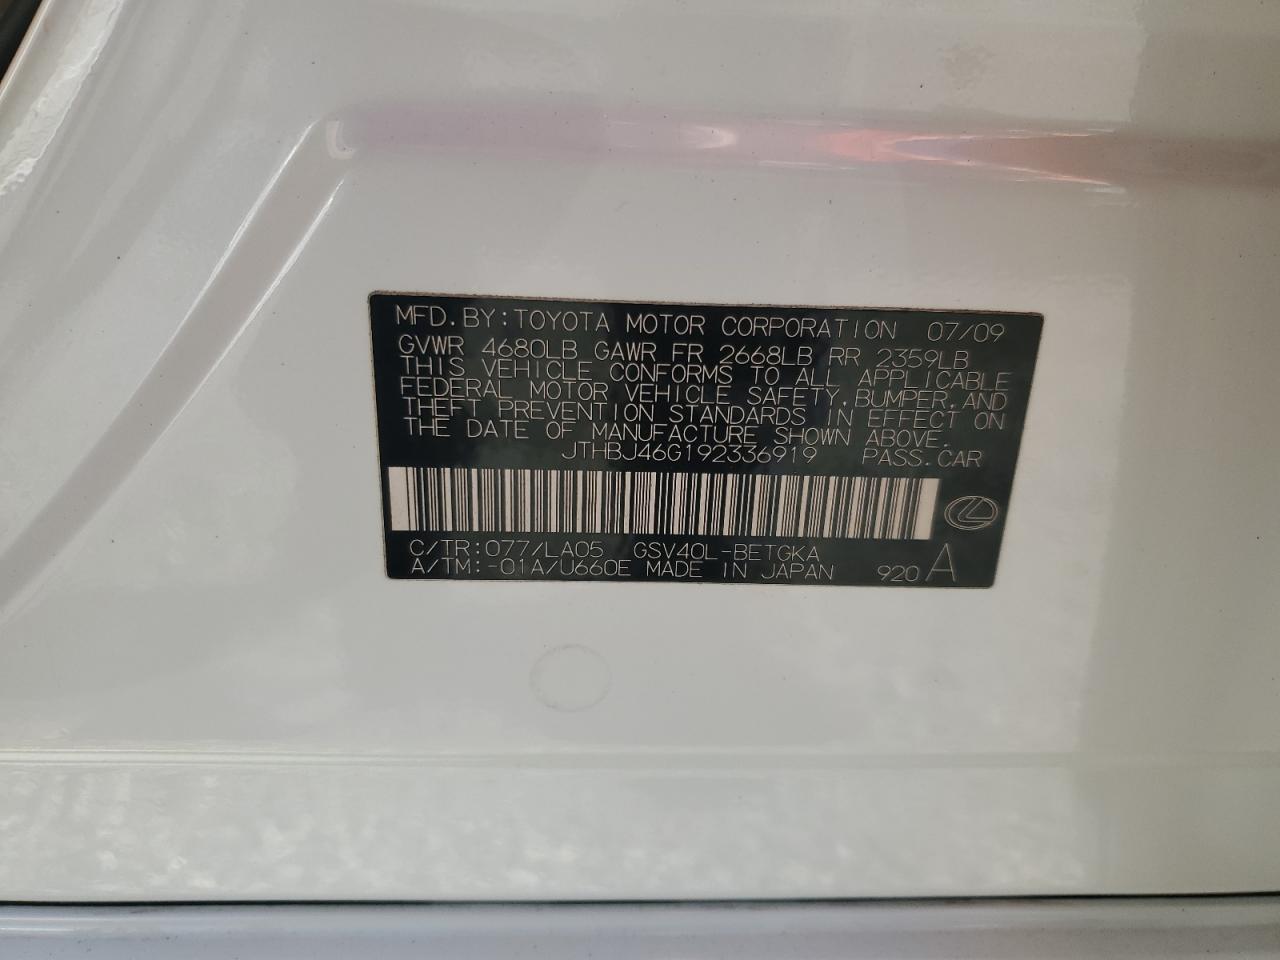 MFD.BY:TOYOTA MOTOR CORPORATION 07/09
GVWR 4680LB GAWR FR 2668LB RR 2359LB
THIS VEHICLE CONFORMS TO ALL APPLICABLE
FEDERAL MOTOR VEHICLE SAFETY,BUMPER,AND
THEFT PREVENTION STANDARDS IN EFFECT ON
THE DATE OF MANUFACTURE SHOWN ABOVE.
JTHBJ46G192336919 PASS.CAR
C/TR:077/LA05 GSV40L-BETGKA
A/TM:-01A/U660E MADE IN JAPAN 920 A